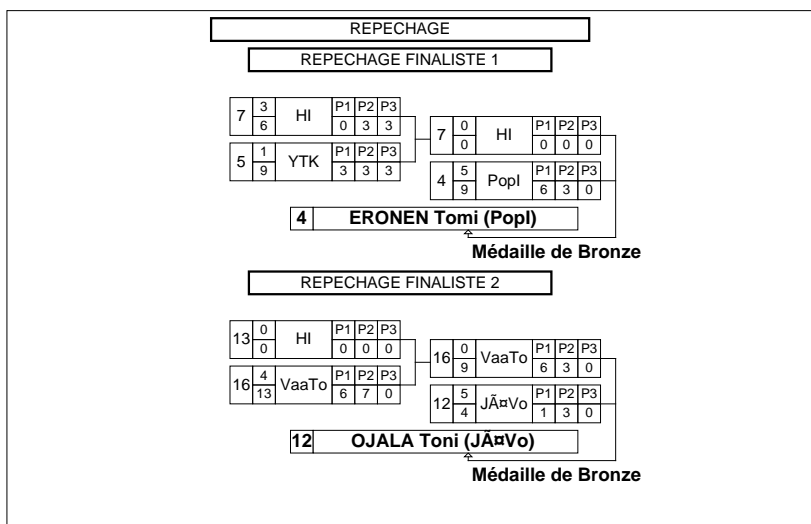 REPECHAGE
REPECHAGE FINALISTE 1
7 3 6 HI P1 P2 P3 0 3 3
5 1 9 YTK P1 P2 P3 3 3 3
7 0 0 HI P1 P2 P3 0 0 0
4 5 9 PopI P1 P2 P3 6 3 0
4 ERONEN Tomi (PopI)
Médaille de Bronze
REPECHAGE FINALISTE 2
13 0 0 HI P1 P2 P3 0 0 0
16 4 13 VaaTo P1 P2 P3 6 7 0
16 0 9 VaaTo P1 P2 P3 6 3 0
12 5 4 JÃ¤Vo P1 P2 P3 1 3 0
12 OJALA Toni (JÃ¤Vo)
Médaille de Bronze